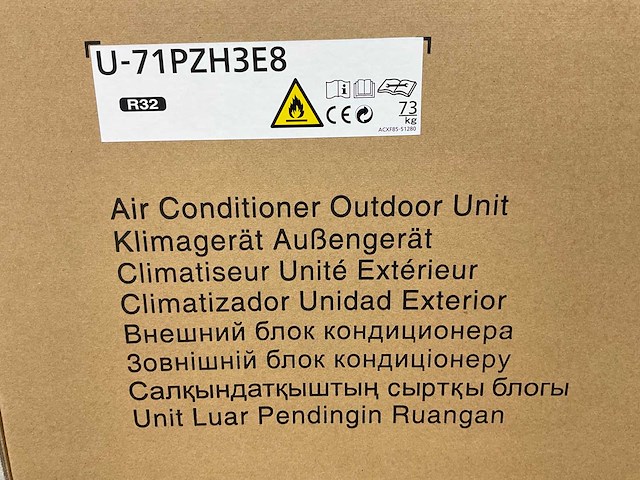 U-71PZH3E8
R32
CE
73
kg
ACXF85-51280
Air Conditioner Outdoor Unit
Klimagerät Außengerät
Climatiseur Unité Extérieur
Climatizador Unidad Exterior
Внешний блок кондиционера
Зовнішній блок кондиціонеру
Салқындатқыштың сыртқы блогы
Unit Luar Pendingin Ruangan